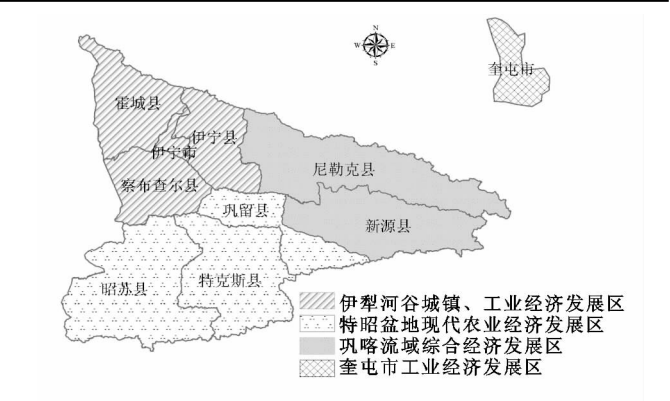 N
W
E
S
奎屯市
霍城县
伊宁县
伊宁市
尼勒克县
察布查尔县
巩留县
新源县
特克斯县
昭苏县
伊犁河谷城镇、工业经济发展区
特昭盆地现代农业经济发展区
巩喀流域综合经济发展区
奎屯市工业经济发展区